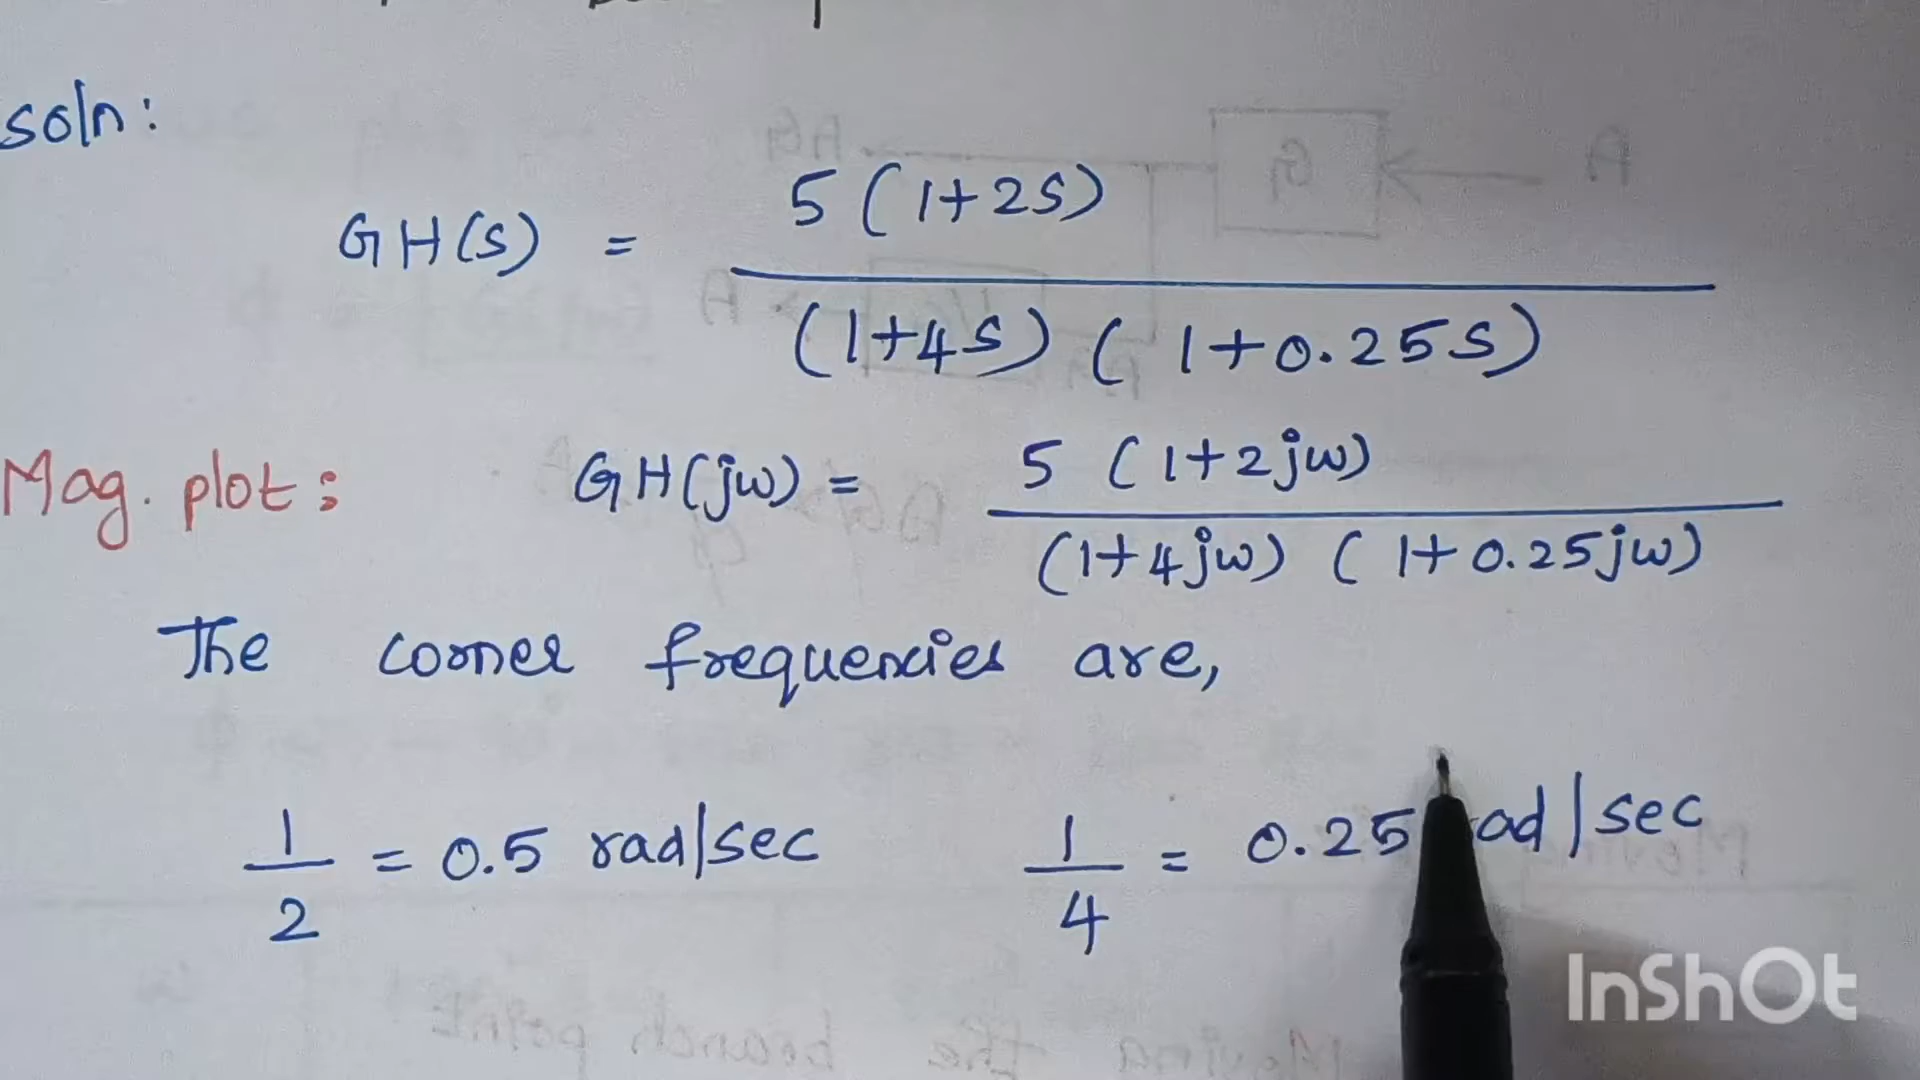 soln:
GH(s) = 5(1+2s) / (1+4s)(1+0.25s)
Mag. plot: GH(jω) = 5(1+2jω) / (1+4jω)(1+0.25jω)
The corner frequencies are,
1/2 = 0.5 rad/sec 1/4 = 0.25 rad/sec
InShOt